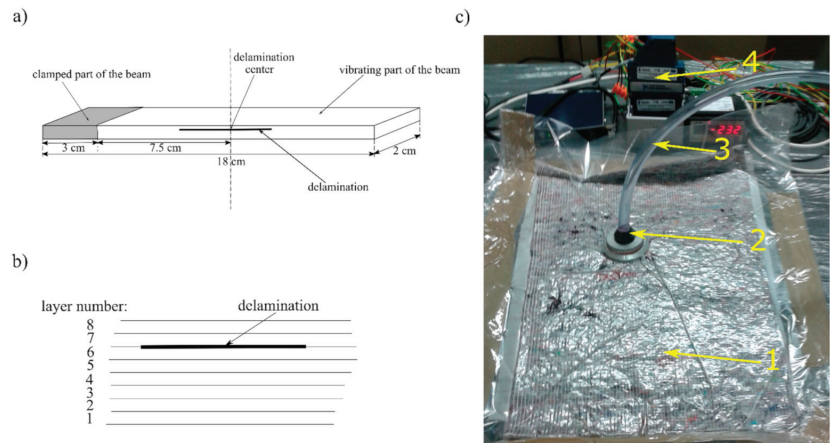 a)
delamination
center
clamped part of the beam
vibrating part of the beam
3 cm
7.5 cm
18 cm
2 cm
delamination
b)
layer number:
delamination
8
7
6
5
4
3
2
1
c)
4
-232
3
2
1